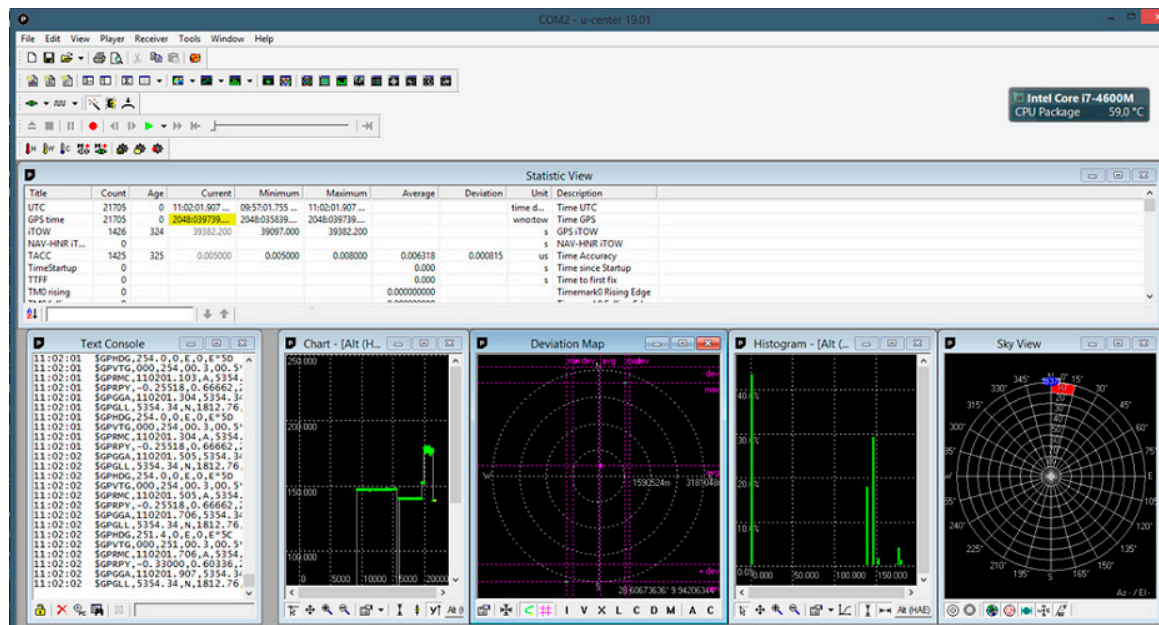 COM2 - u-center 19.01
File Edit View Player Receiver Tools Window Help
Intel Core i7-4600M
CPU Package 59,0 °C
Statistic View
Title Count Age Current Minimum Maximum Average Deviation Unit Description
UTC 21705 0 11:02:01.907 ... 09:57:01.755 ... 11:02:01.907 ... time d... Time UTC
GPS time 21705 0 2048:039739.... 2048:035839.... 2048:039739.... wno:tow Time GPS
iTOW 1426 324 39382.200 39097.000 39382.200 s GPS iTOW
NAV-HNR iT... 0 s NAV-HNR iTOW
TACC 1425 325 0.005000 0.005000 0.008000 0.006318 0.000815 us Time Accuracy
TimeStartup 0 0.000 s Time since Startup
TTFF 0 0.000 s Time to first fix
TM0 rising 0 0.000000000 Timemark0 Rising Edge
Text Console
11:02:01 $GPHDG,254.0,0,E,0,E*5D
11:02:01 $GPVTG,000,254,00.3,00.5
11:02:01 $GPRMC,110201.103,A,5354.
11:02:01 $GPRPY,-0.25518,0.66662,
11:02:01 $GPGGA,110201.304,5354.34
11:02:01 $GPGLL,5354.34,N,1812.76,
11:02:01 $GPHDG,254.0,0,E,0,E*5D
11:02:01 $GPVTG,000,254,00.3,00.5
11:02:01 $GPRMC,110201.304,A,5354.
11:02:01 $GPRPY,-0.25518,0.66662,
11:02:02 $GPGGA,110201.505,5354.34
11:02:02 $GPGLL,5354.34,N,1812.76,
11:02:02 $GPHDG,254.0,0,E,0,E*5D
11:02:02 $GPVTG,000,254,00.3,00.5
11:02:02 $GPRMC,110201.505,A,5354.
11:02:02 $GPRPY,-0.25518,0.66662,
11:02:02 $GPGGA,110201.706,5354.34
11:02:02 $GPGLL,5354.34,N,1812.76,
11:02:02 $GPHDG,251.4,0,E,0,E*5C
11:02:02 $GPVTG,000,251,00.3,00.5
11:02:02 $GPRMC,110201.706,A,5354.
11:02:02 $GPRPY,-0.33000,0.60336,
11:02:02 $GPGGA,110201.907,5354.34
11:02:02 $GPGLL,5354.34,N,1812.76,
Chart - [Alt (H...
250.000
200.000
150.000
100.000
0 5000 10000 15000 20000
Deviation Map
avg
dev
max
W
1590524m 3181048m
S
I V X L C D M A C
Histogram - [Alt (...
40.0%
30.0%
20.0%
10.0%
0.0%
0.000 50.000 100.000 150.000
Alt (HAE)
Sky View
330° 345° N 0° 15° 30°
315° 45°
300° 60°
W
240° 120°
225° 135°
210° 195° S 165°
Az - / El -